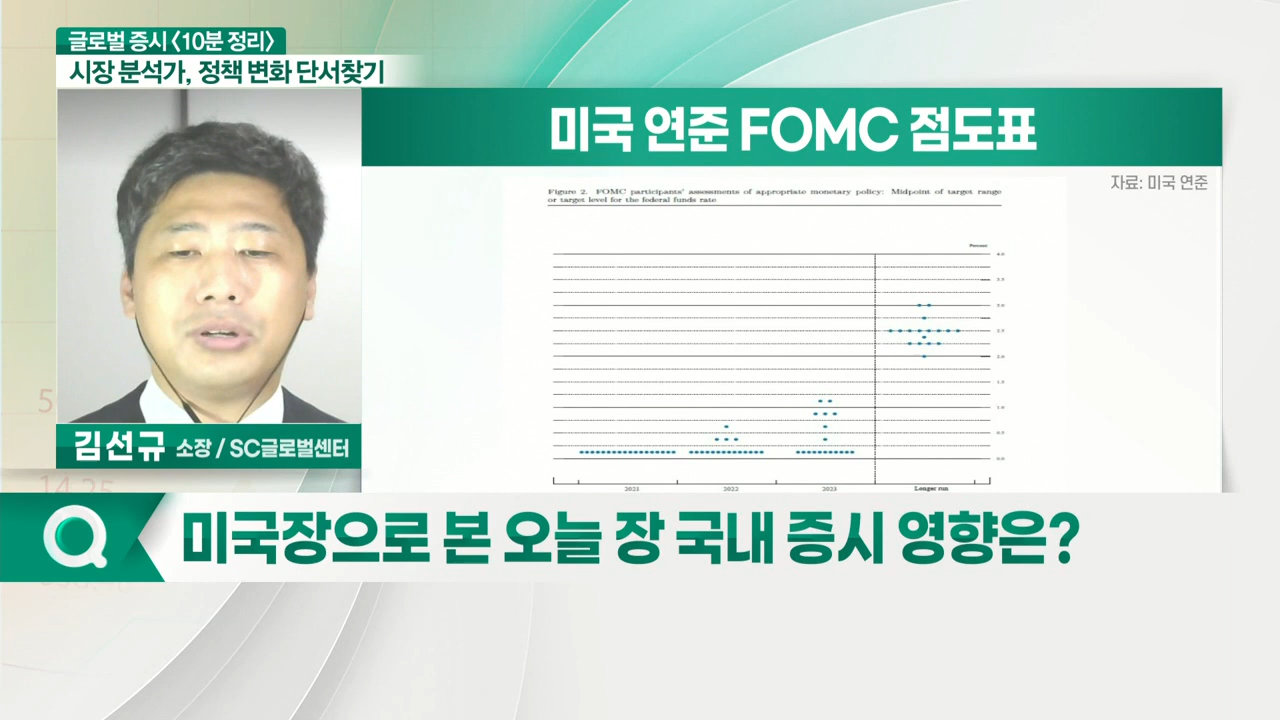 글로벌 증시 <10분 정리>
시장 분석가, 정책 변화 단서찾기
미국 연준 FOMC 점도표
자료: 미국 연준
Figure 2. FOMC participants' assessments of appropriate monetary policy: Midpoint of target range
or target level for the federal funds rate
Percent
4.0
3.5
3.0
2.5
2.0
1.5
1.0
0.5
0.0
2021 2022 2023 Longer run
김선규 소장 / SC글로벌센터
미국장으로 본 오늘 장 국내 증시 영향은?